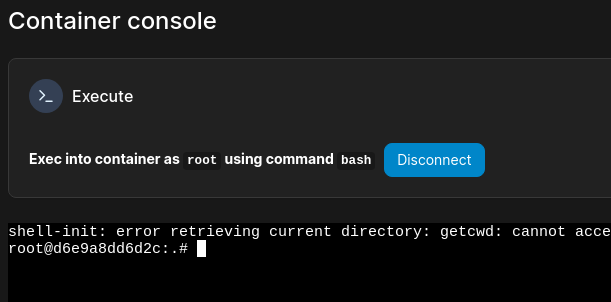 Container console
>_ Execute
Exec into container as root using command bash Disconnect
shell-init: error retrieving current directory: getcwd: cannot acce
root@d6e9a8dd6d2c:.#